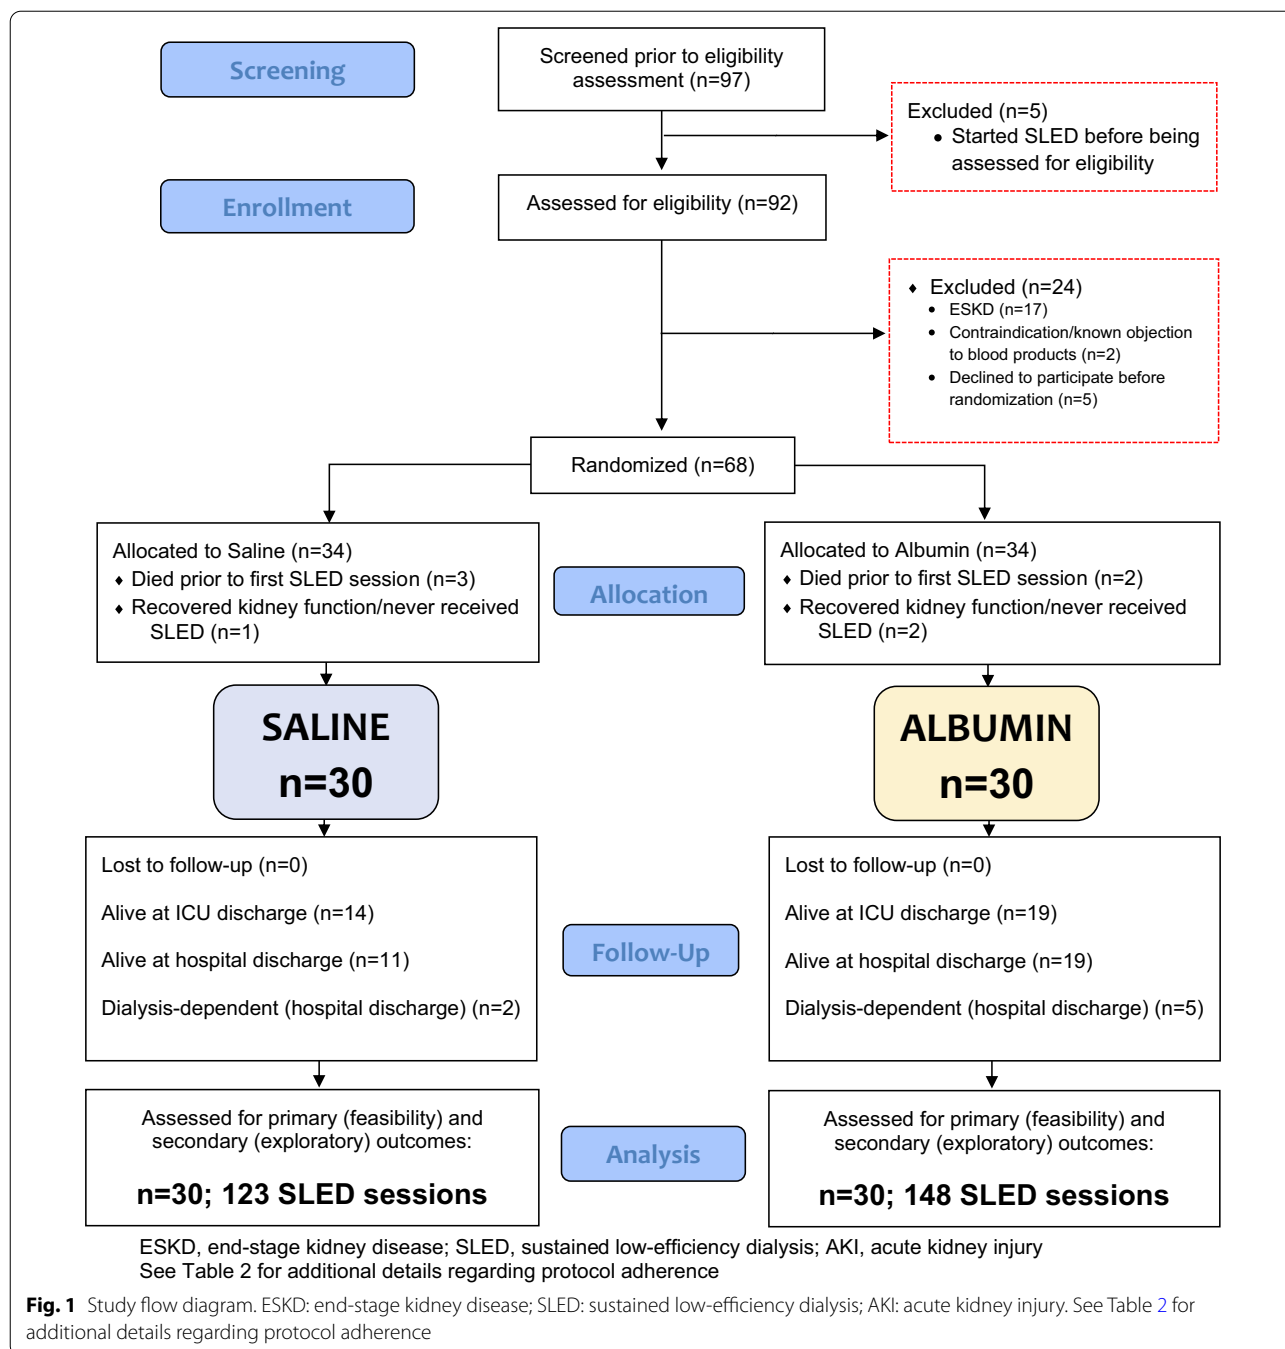 Screening
Screened prior to eligibility
assessment (n=97)
Excluded (n=5)
• Started SLED before being
assessed for eligibility
Enrollment
Assessed for eligibility (n=92)
♦ Excluded (n=24)
• ESKD (n=17)
• Contraindication/known objection
to blood products (n=2)
• Declined to participate before
randomization (n=5)
Randomized (n=68)
Allocated to Saline (n=34)
♦ Died prior to first SLED session (n=3)
♦ Recovered kidney function/never received
SLED (n=1)
Allocation
Allocated to Albumin (n=34)
♦ Died prior to first SLED session (n=2)
♦ Recovered kidney function/never received
SLED (n=2)
SALINE
n=30
ALBUMIN
n=30
Lost to follow-up (n=0)
Alive at ICU discharge (n=14)
Alive at hospital discharge (n=11)
Dialysis-dependent (hospital discharge) (n=2)
Follow-Up
Lost to follow-up (n=0)
Alive at ICU discharge (n=19)
Alive at hospital discharge (n=19)
Dialysis-dependent (hospital discharge) (n=5)
Assessed for primary (feasibility) and
secondary (exploratory) outcomes:
n=30; 123 SLED sessions
Analysis
Assessed for primary (feasibility) and
secondary (exploratory) outcomes:
n=30; 148 SLED sessions
ESKD, end-stage kidney disease; SLED, sustained low-efficiency dialysis; AKI, acute kidney injury
See Table 2 for additional details regarding protocol adherence
Fig. 1 Study flow diagram. ESKD: end-stage kidney disease; SLED: sustained low-efficiency dialysis; AKI: acute kidney injury. See Table 2 for
additional details regarding protocol adherence